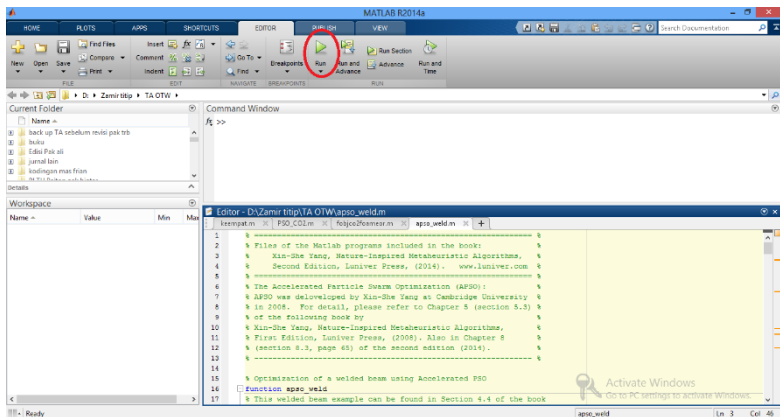 MATLAB R2014a
HOME PLOTS APPS SHORTCUTS EDITOR PUBLISH VIEW
Search Documentation
New Open Save
Find Files
Compare
Print
Insert fx
Comment
Indent
Go To
Find
Breakpoints
Run
Run and Advance
Run Section
Advance
Run and Time
FILE EDIT NAVIGATE BREAKPOINTS RUN
D: Zamir titip TA OTW
Current Folder
Name
back up TA sebelum revisi pak trb
buku
Edisi Pak ali
jurnal lain
kodingan mas frian
Details
Workspace
Name Value Min Max
Command Window
fx >>
Editor - D:\Zamir titip\TA OTW\apso_weld.m
keempat.m PSO_CO2.m fobjco2foamesr.m apso_weld.m
1 % ======================================================== %
2 % Files of the Matlab programs included in the book: %
3 % Xin-She Yang, Nature-Inspired Metaheuristic Algorithms, %
4 % Second Edition, Luniver Press, (2014). www.luniver.com %
5 % ======================================================== %
6 % The Accelerated Particle Swarm Optimization (APSO): %
7 % APSO was deloveloped by Xin-She Yang at Cambridge University %
8 % in 2008. For detail, please refer to Chapter 5 (section 5.3) %
9 % of the following book by %
10 % Xin-She Yang, Nature-Inspired Metaheuristic Algorithms, %
11 % First Edition, Luniver Press, (2008). Also in Chapter 8 %
12 % (section 8.3, page 65) of the second edition (2014). %
13 % -------------------------------------------------------- %
14
15 % Optimization of a welded beam using Accelerated PSO
16 function apso_weld
17 % This welded beam example can be found in Section 4.4 of the book
Activate Windows
Go to PC settings to activate Windows.
Ready
apso_weld Ln 3 Col 46